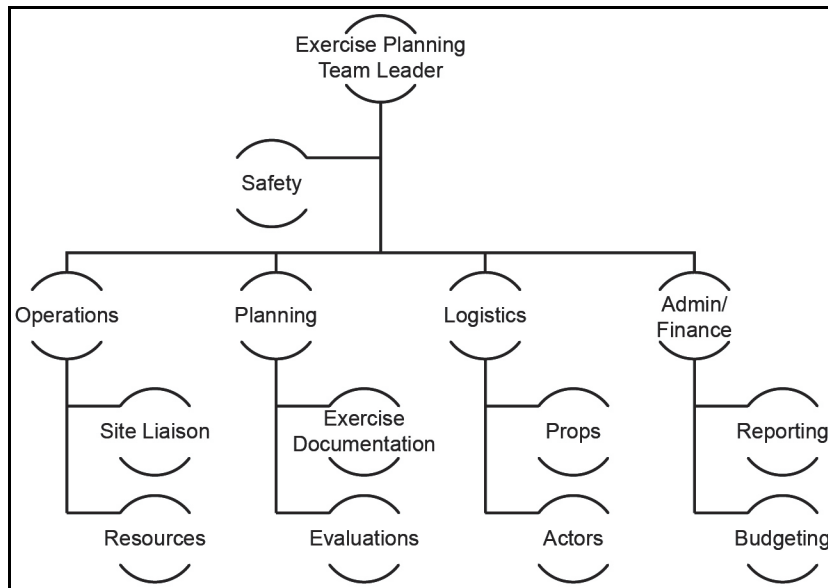 Exercise Planning
Team Leader
Safety
Operations
Planning
Logistics
Admin/
Finance
Site Liaison
Exercise
Documentation
Props
Reporting
Resources
Evaluations
Actors
Budgeting